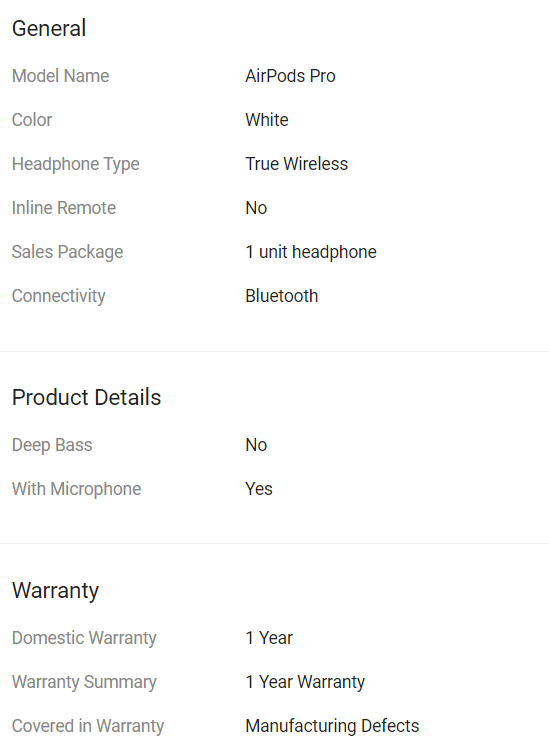 General
Model Name AirPods Pro
Color White
Headphone Type True Wireless
Inline Remote No
Sales Package 1 unit headphone
Connectivity Bluetooth
Product Details
Deep Bass No
With Microphone Yes
Warranty
Domestic Warranty 1 Year
Warranty Summary 1 Year Warranty
Covered in Warranty Manufacturing Defects